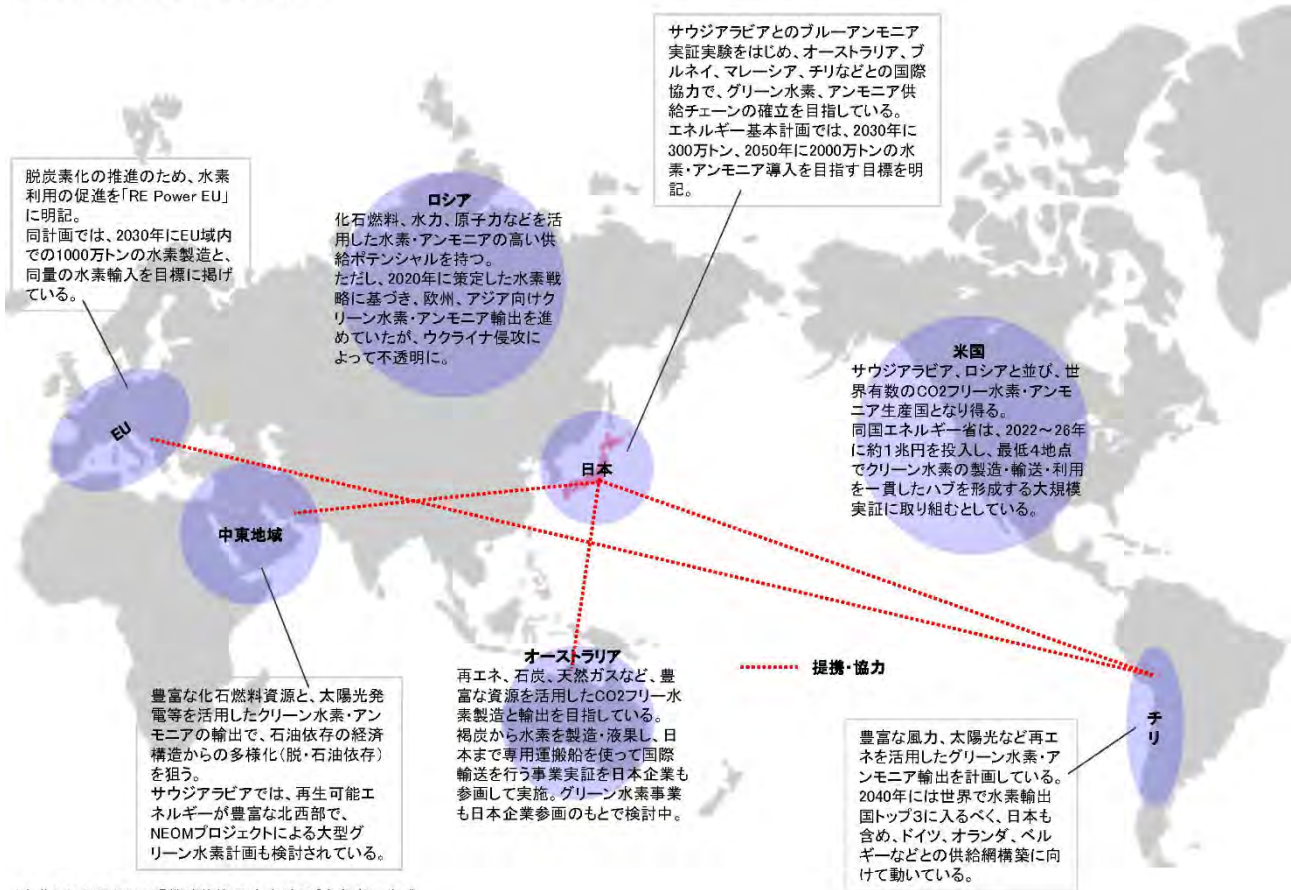 サウジアラビアとのブルーアンモニア
実証実験をはじめ、オーストラリア、ブ
ルネイ、マレーシア、チリなどとの国際
協力で、グリーン水素、アンモニア供
給チェーンの確立を目指している。
エネルギー基本計画では、2030年に
300万トン、2050年に2000万トンの水
素・アンモニア導入を目指す目標を明
記。
脱炭素化の推進のため、水素
利用の促進を「RE Power EU」
に明記。
同計画では、2030年にEU域内
での1000万トンの水素製造と、
同量の水素輸入を目標に掲げ
ている。
ロシア
化石燃料、水力、原子力などを活
用した水素・アンモニアの高い供
給ポテンシャルを持つ。
ただし、2020年に策定した水素戦
略に基づき、欧州、アジア向けク
リーン水素・アンモニア輸出を進
めていたが、ウクライナ侵攻に
よって不透明に。
米国
サウジアラビア、ロシアと並び、世
界有数のCO2フリー水素・アンモ
ニア生産国となり得る。
同国エネルギー省は、2022～26年
に約1兆円を投入し、最低4地点
でクリーン水素の製造・輸送・利用
を一貫したハブを形成する大規模
実証に取り組むとしている。
EU
日本
中東地域
オーストラリア
再エネ、石炭、天然ガスなど、豊
富な資源を活用したCO2フリー水
素製造と輸出を目指している。
褐炭から水素を製造・液果し、日
本まで専用運搬船を使って国際
輸送を行う事業実証を日本企業も
参画して実施。グリーン水素事業
も日本企業参画のもとで検討中。
提携・協力
豊富な化石燃料資源と、太陽光発
電等を活用したクリーン水素・アン
モニアの輸出で、石油依存の経済
構造からの多様化(脱・石油依存)
を狙う。
サウジアラビアでは、再生可能エ
ネルギーが豊富な北西部で、
NEOMプロジェクトによる大型グ
リーン水素計画も検討されている。
チリ
豊富な風力、太陽光など再エ
ネを活用したグリーン水素・ア
ンモニア輸出を計画している。
2040年には世界で水素輸出
国トップ3に入るべく、日本も
含め、ドイツ、オランダ、ベル
ギーなどとの供給網構築に向
けて動いている。